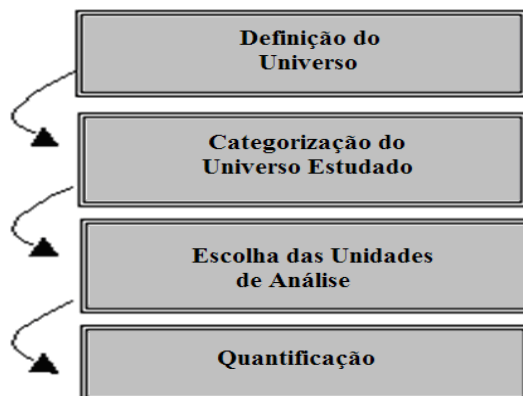 Definição do
Universo
Categorização do
Universo Estudado
Escolha das Unidades
de Análise
Quantificação